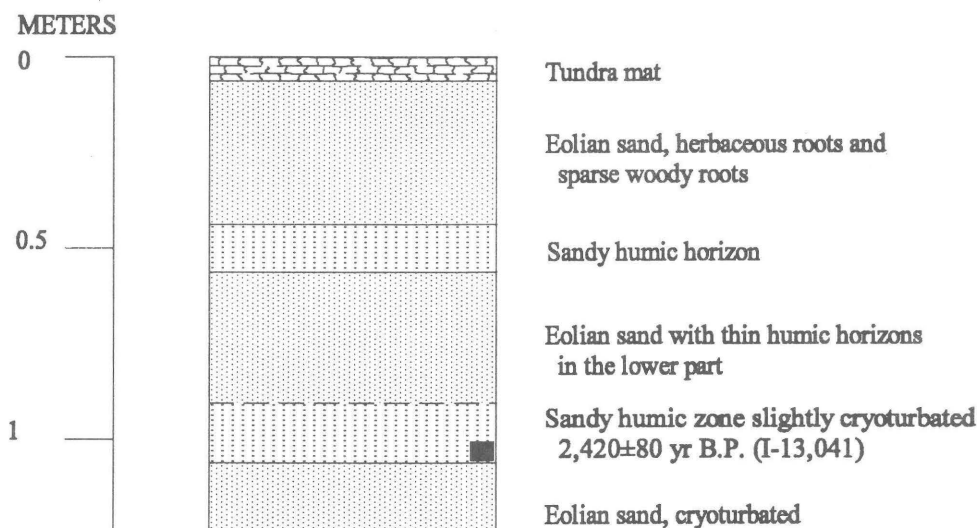 METERS
0
Tundra mat
Eolian sand, herbaceous roots and
sparse woody roots
0.5
Sandy humic horizon
Eolian sand with thin humic horizons
in the lower part
1
Sandy humic zone slightly cryoturbated
2,420±80 yr B.P. (I-13,041)
Eolian sand, cryoturbated